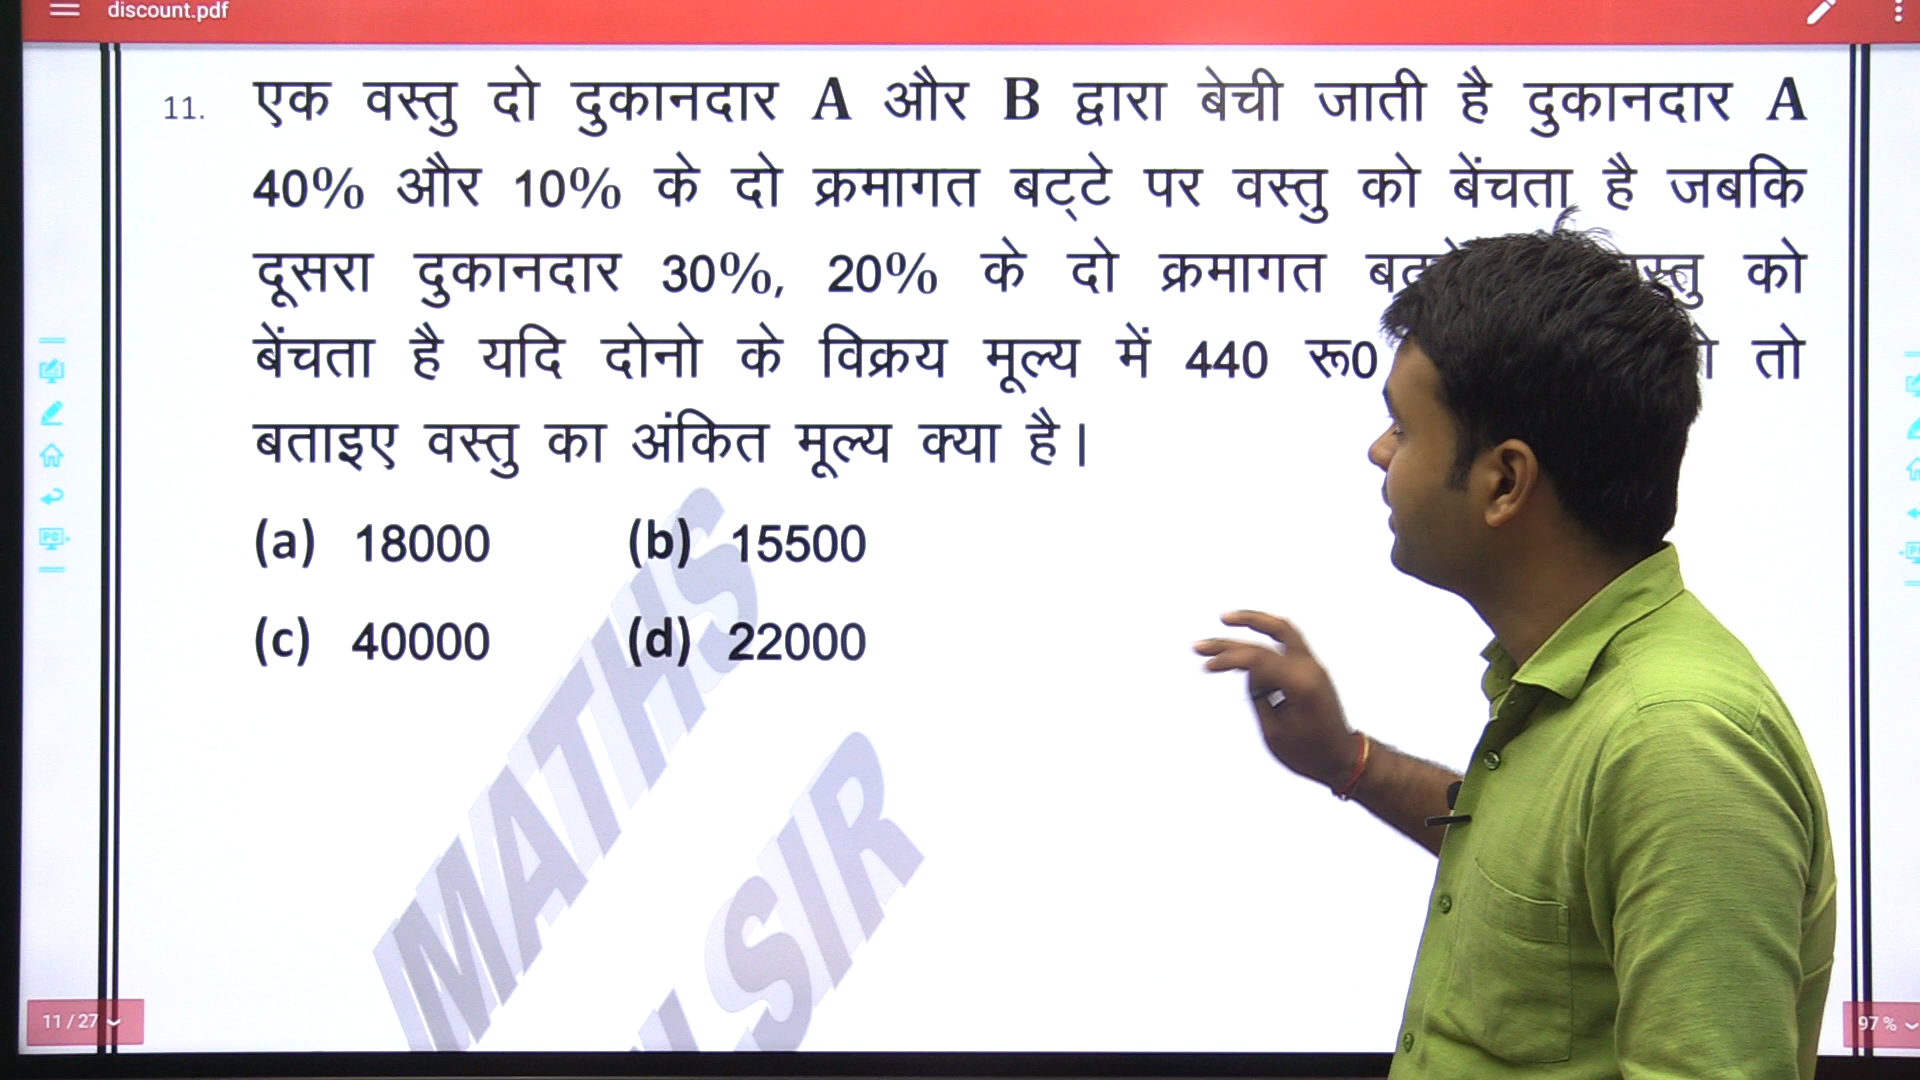 discount.pdf
11. एक वस्तु दो दुकानदार A और B द्वारा बेची जाती है दुकानदार A
40% और 10% के दो क्रमागत बट्‌टे पर वस्तु को बेंचता है जबकि
दूसरा दुकानदार 30%, 20% के दो क्रमागत को
बेंचता है यदि दोनो के विक्रय मूल्य में 440 रू0 तो
बताइए वस्तु का अंकित मूल्य क्या है।
(a) 18000 (b) 15500
(c) 40000 (d) 22000
MATHS
SIR
11 / 27
97 %